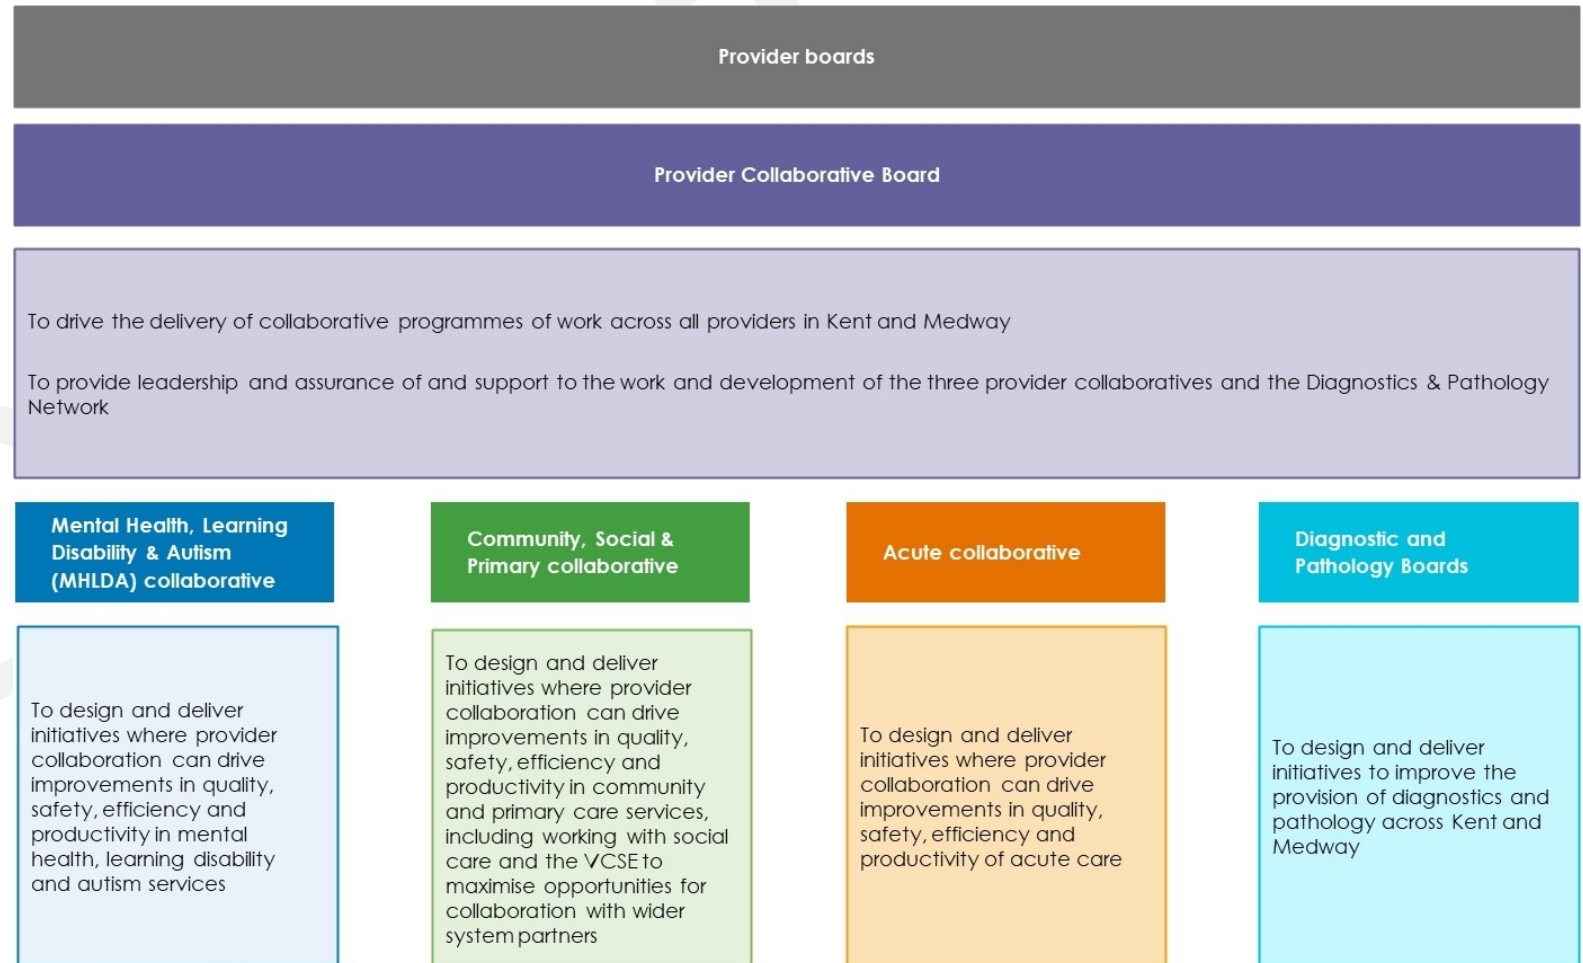 Provider boards
Provider Collaborative Board
To drive the delivery of collaborative programmes of work across all providers in Kent and Medway
To provide leadership and assurance of and support to the work and development of the three provider collaboratives and the Diagnostics & Pathology
Network
Mental Health, Learning
Disability & Autism
(MHLDA) collaborative
To design and deliver
initiatives where provider
collaboration can drive
improvements in quality,
safety, efficiency and
productivity in mental
health, learning disability
and autism services
Community, Social &
Primary collaborative
To design and deliver
initiatives where provider
collaboration can drive
improvements in quality,
safety, efficiency and
productivity in community
and primary care services,
including working with social
care and the VCSE to
maximise opportunities for
collaboration with wider
system partners
Acute collaborative
To design and deliver
initiatives where provider
collaboration can drive
improvements in quality,
safety, efficiency and
productivity of acute care
Diagnostic and
Pathology Boards
To design and deliver
initiatives to improve the
provision of diagnostics and
pathology across Kent and
Medway